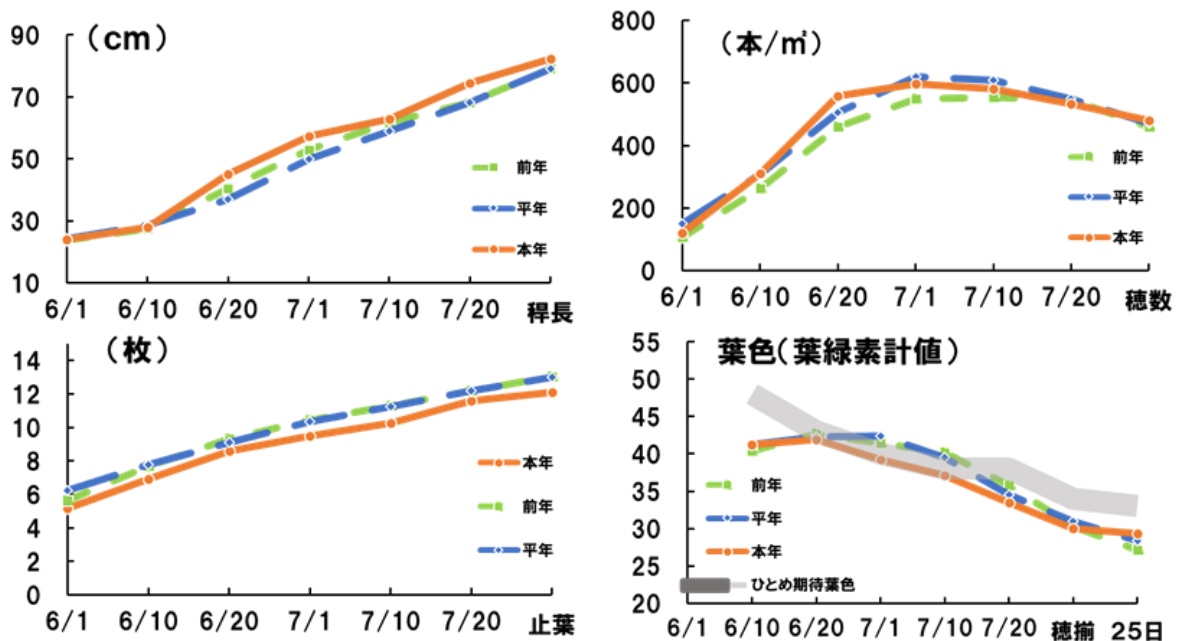 (cm)
90
70
50
30
10
6/1 6/10 6/20 7/1 7/10 7/20 稈長
前年
平年
本年
(本/㎡)
800
600
400
200
0
6/1 6/10 6/20 7/1 7/10 7/20 穂数
前年
平年
本年
(枚)
14
12
10
8
6
4
2
0
6/1 6/10 6/20 7/1 7/10 7/20 止葉
本年
前年
平年
葉色(葉緑素計値)
55
50
45
40
35
30
25
20
6/1 6/10 6/20 7/1 7/10 7/20 穂揃 25日
前年
平年
本年
ひとめ期待葉色